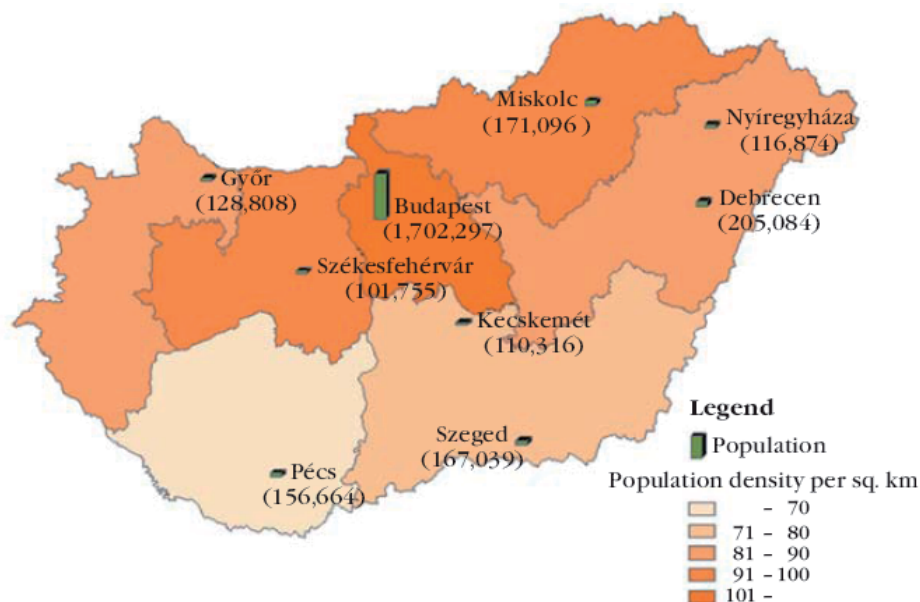 Miskolc
(171,096 )
Nyíregyháza
(116,874)
Győr
(128,808)
Debrecen
(205,084)
Budapest
(1,702,297)
Székesfehérvár
(101,755)
Kecskemét
(110,316)
Szeged
(167,039)
Pécs
(156,664)
Legend
Population
Population density per sq. km
– 70
71 – 80
81 – 90
91 – 100
101 –